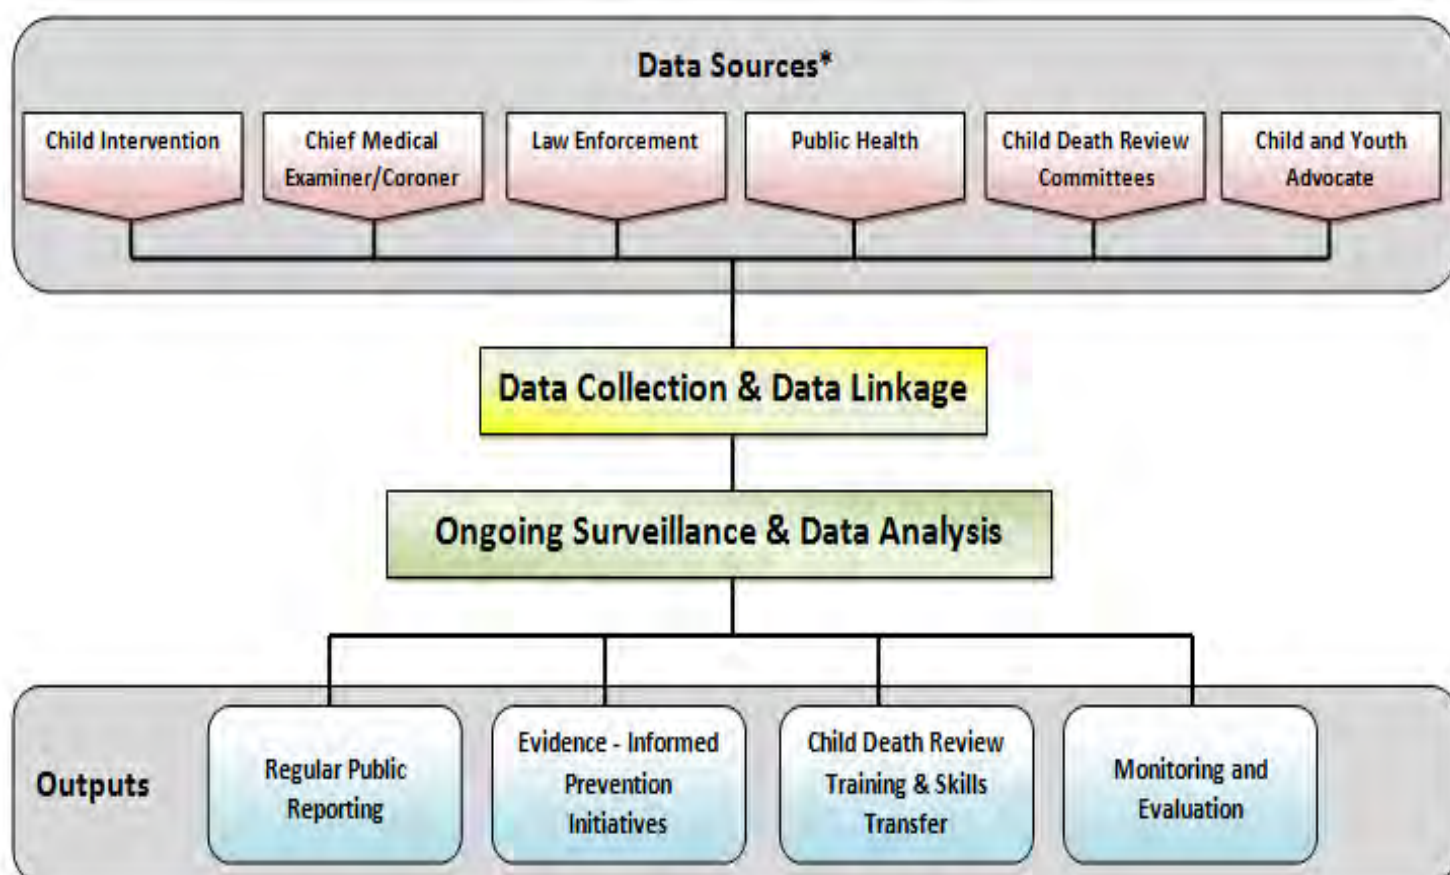 Data Sources*
Child Intervention
Chief Medical
Examiner/Coroner
Law Enforcement
Public Health
Child Death Review
Committees
Child and Youth
Advocate
Data Collection & Data Linkage
Ongoing Surveillance & Data Analysis
Outputs
Regular Public
Reporting
Evidence - Informed
Prevention
Initiatives
Child Death Review
Training & Skills
Transfer
Monitoring and
Evaluation